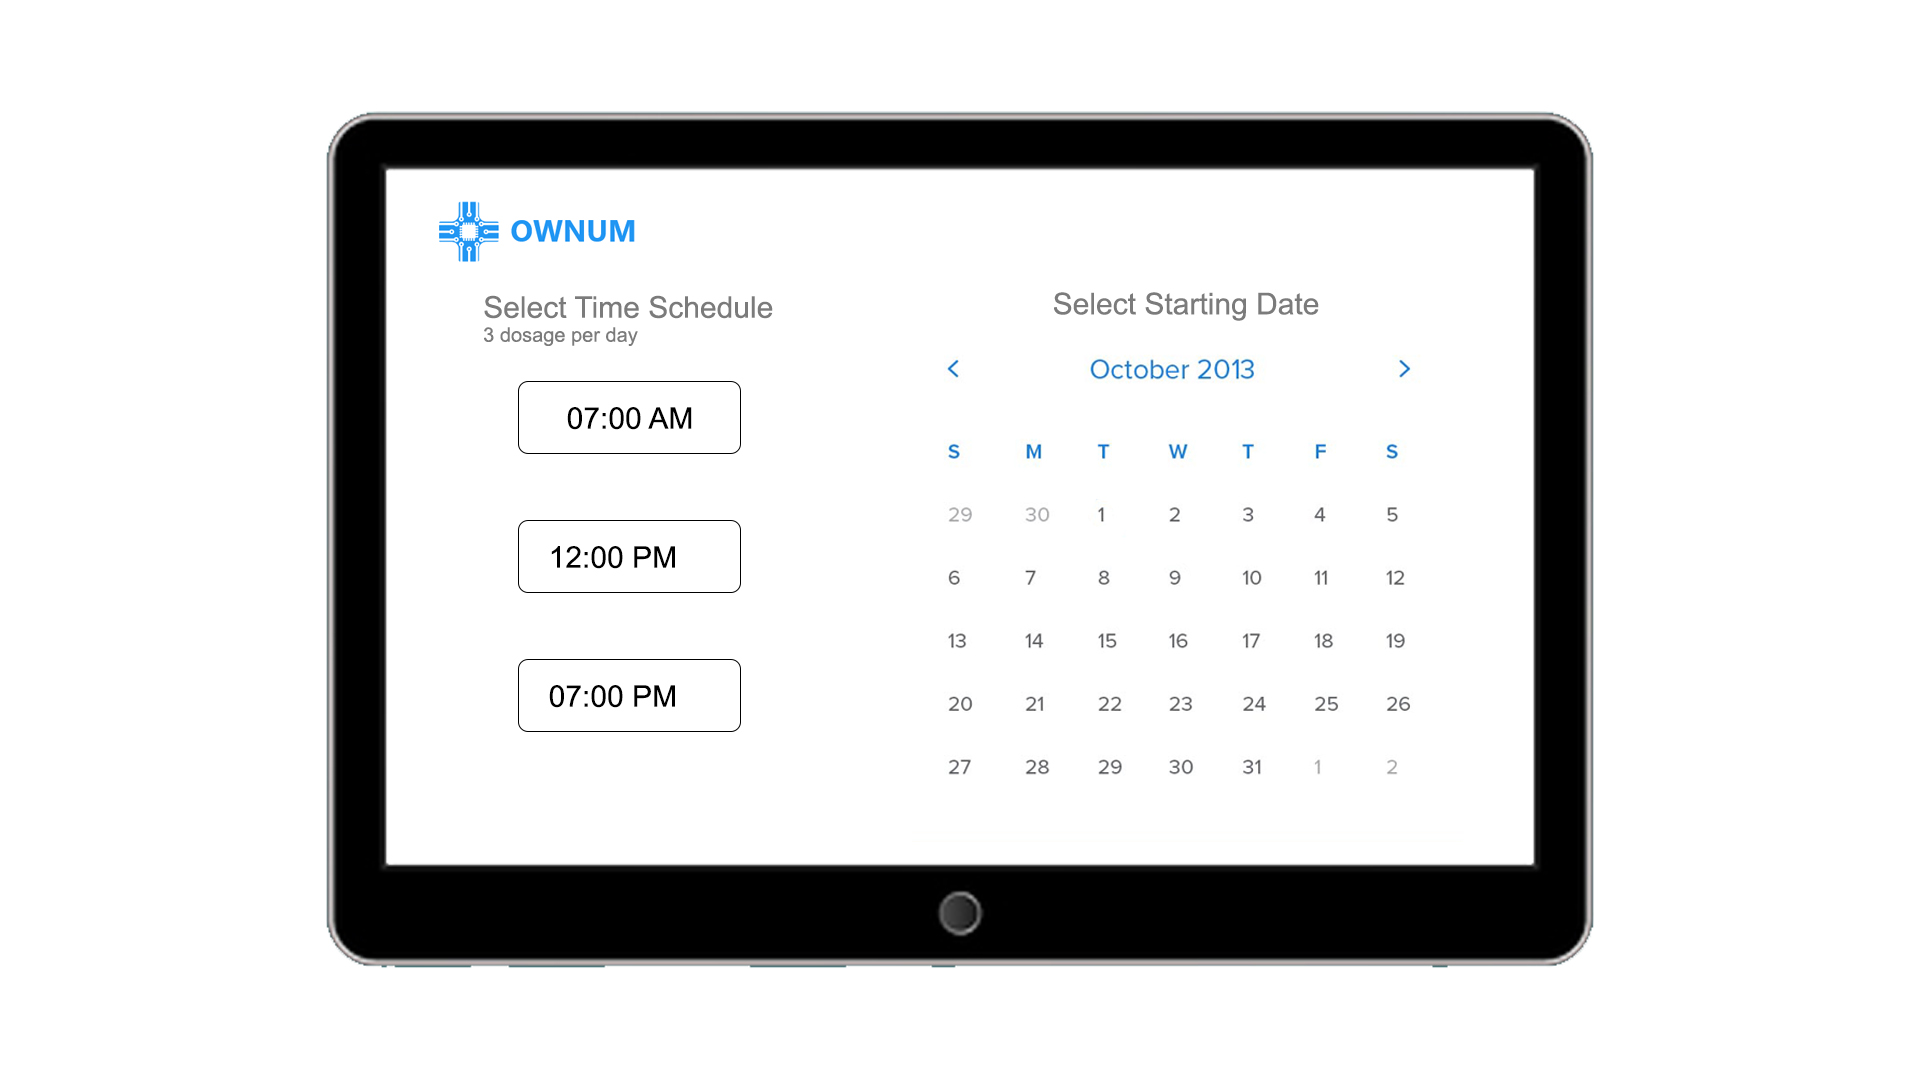 OWNUM
Select Time Schedule
3 dosage per day
07:00 AM
12:00 PM
07:00 PM
Select Starting Date
October 2013
S M T W T F S
29 30 1 2 3 4 5
6 7 8 9 10 11 12
13 14 15 16 17 18 19
20 21 22 23 24 25 26
27 28 29 30 31 1 2